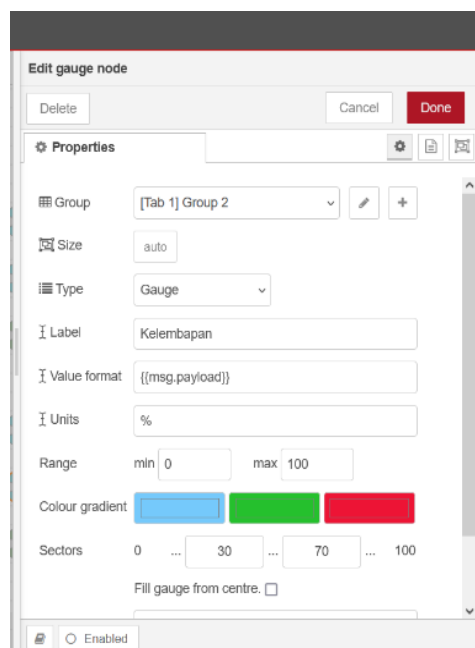 Edit gauge node
Delete Cancel Done
Properties
Group [Tab 1] Group 2
Size auto
Type Gauge
Label Kelembapan
Value format {{msg.payload}}
Units %
Range min 0 max 100
Colour gradient
Sectors 0 ... 30 ... 70 ... 100
Fill gauge from centre.
Enabled